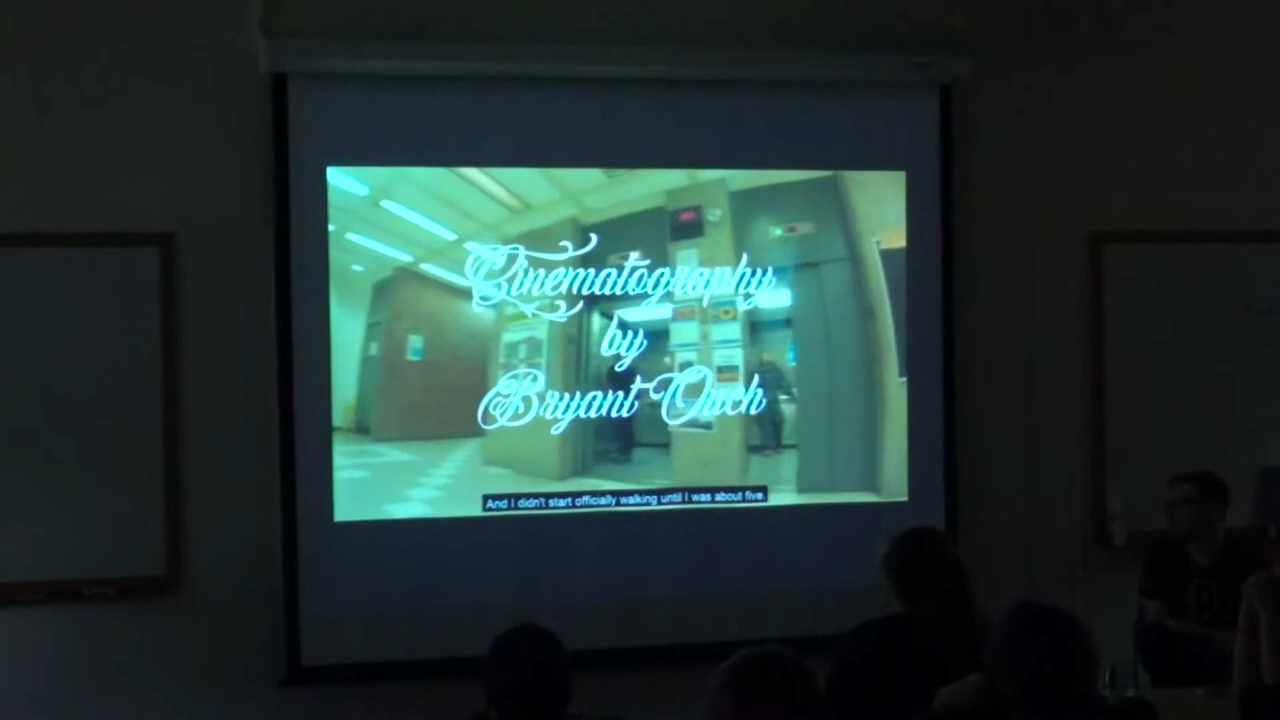 Cinematography
by
Bryant Ouch
And I didn't start officially walking until I was about five.